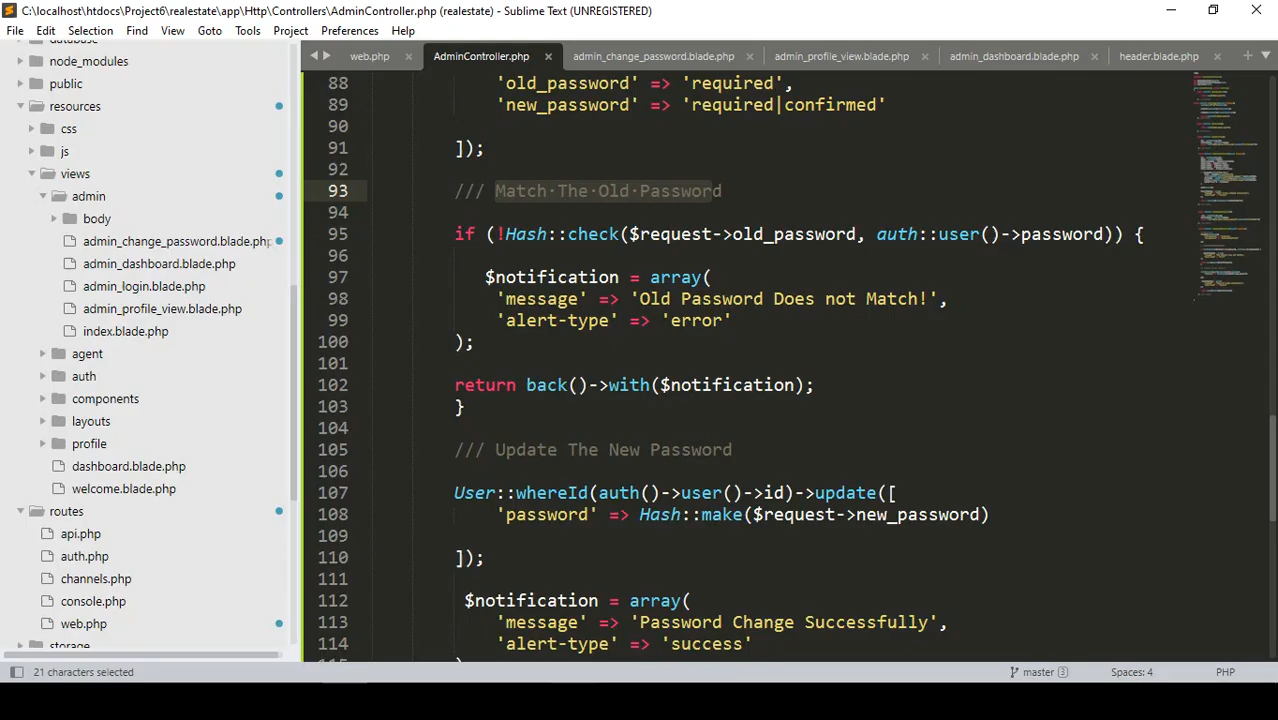 C:\localhost\htdocs\Project6\realestate\app\Http\Controllers\AdminController.php (realestate) - Sublime Text (UNREGISTERED)
File Edit Selection Find View Goto Tools Project Preferences Help
web.php AdminController.php admin_change_password.blade.php admin_profile_view.blade.php admin_dashboard.blade.php header.blade.php
node_modules
public
resources
css
js
views
admin
body
admin_change_password.blade.php
admin_dashboard.blade.php
admin_login.blade.php
admin_profile_view.blade.php
index.blade.php
agent
auth
components
layouts
profile
dashboard.blade.php
welcome.blade.php
routes
api.php
auth.php
channels.php
console.php
web.php
storage
88 'old_password' => 'required',
89 'new_password' => 'required|confirmed'
90
91 ]);
92
93 /// Match·The·Old·Password
94
95 if (!Hash::check($request->old_password, auth::user()->password)) {
96
97 $notification = array(
98 'message' => 'Old Password Does not Match!',
99 'alert-type' => 'error'
100 );
101
102 return back()->with($notification);
103 }
104
105 /// Update The New Password
106
107 User::whereId(auth()->user()->id)->update([
108 'password' => Hash::make($request->new_password)
109
110 ]);
111
112 $notification = array(
113 'message' => 'Password Change Successfully',
114 'alert-type' => 'success'
21 characters selected master 3 Spaces: 4 PHP